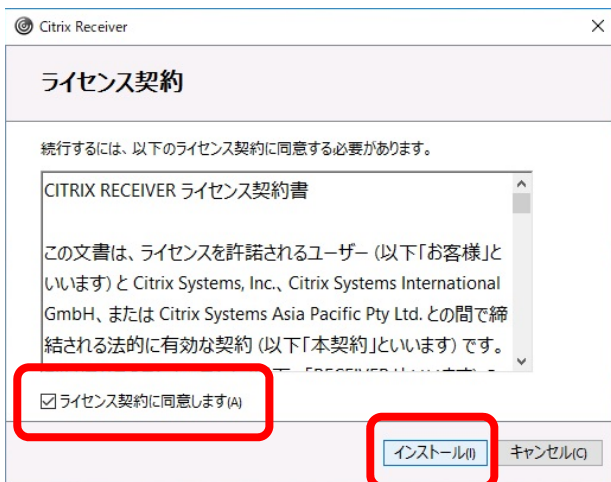 Citrix Receiver
ライセンス契約
続行するには、以下のライセンス契約に同意する必要があります。
CITRIX RECEIVER ライセンス契約書
この文書は、ライセンスを許諾されるユーザー (以下「お客様」と
いいます) と Citrix Systems, Inc.、Citrix Systems International
GmbH、または Citrix Systems Asia Pacific Pty Ltd. との間で締
結される法的に有効な契約 (以下「本契約」といいます) です。
ライセンス契約に同意します(A)
インストール(I) キャンセル(C)